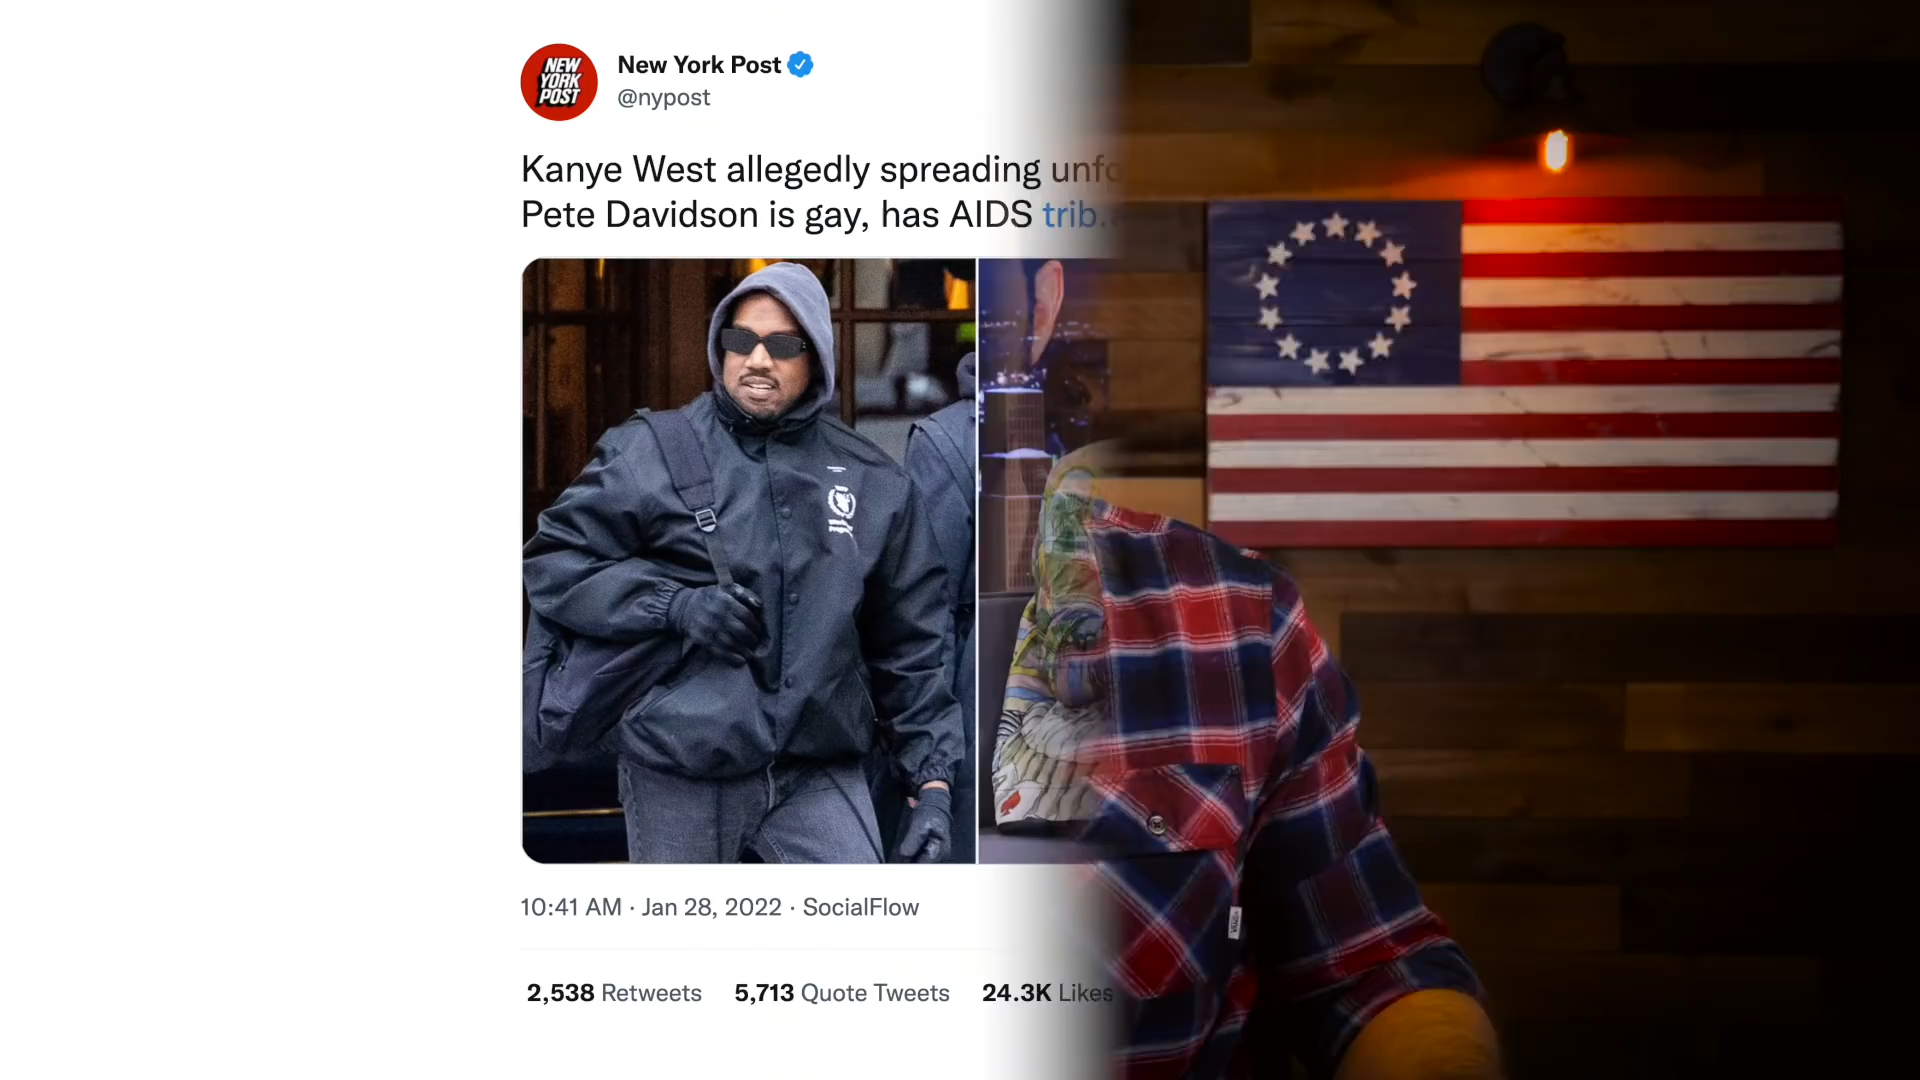 NEW
YORK
POST
New York Post
@nypost
Kanye West allegedly spreading
Pete Davidson is gay, has AIDS trib.
10:41 AM · Jan 28, 2022 · SocialFlow
2,538 Retweets 5,713 Quote Tweets 24.3K Likes